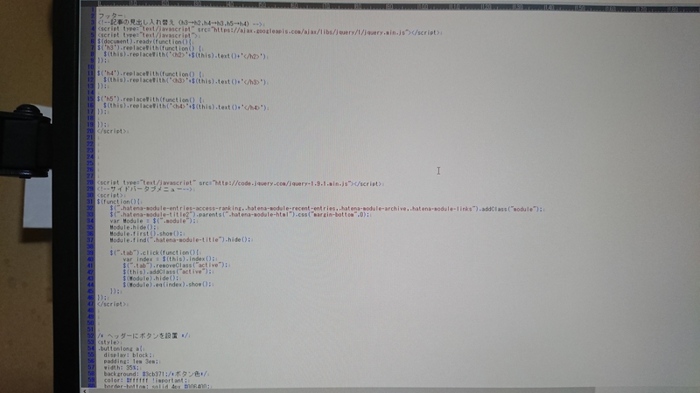 フッター
<!--記事の見出し入れ替え (h3→h2,h4→h3,h5→h4) -->
<script type="text/javascript" src="https://ajax.googleapis.com/ajax/libs/jquery/1/jquery.min.js"></script>
<script type="text/javascript">
$(document).ready(function(){
$("h3").replaceWith(function() {
$(this).replaceWith("<h2>"+$(this).text()+"</h2>")
});
$("h4").replaceWith(function() {
$(this).replaceWith("<h3>"+$(this).text()+"</h3>")
});
$("h5").replaceWith(function() {
$(this).replaceWith("<h4>"+$(this).text()+"</h4>")
});
});
</script>
<script type="text/javascript" src="http://code.jquery.com/jquery-1.9.1.min.js"></script>
<!--サイドバータブメニュー-->
<script>
$(function(){
$(".hatena-module-entries-access-ranking,.hatena-module-recent-entries,.hatena-module-archive,.hatena-module-links").addClass("module");
$(".hatena-module-title2").parents(".hatena-module-html").css("margin-bottom",0);
var Module = $(".module");
Module.hide();
Module.first().show();
Module.find(".hatena-module-title").hide();
$(".tab").click(function(){
var index = $(this).index();
$(".tab").removeClass("active");
$(this).addClass("active");
$(Module).hide();
$(Module).eq(index).show();
});
});
</script>
/* ヘッダーにボタンを設置 */
<style>
.buttonlong a{
display: block;
padding: 1em 5em;
width: 35%;
background: #3cb371;/*ボタン色*/
color: #ffffff !important;
border-bottom: solid 4px